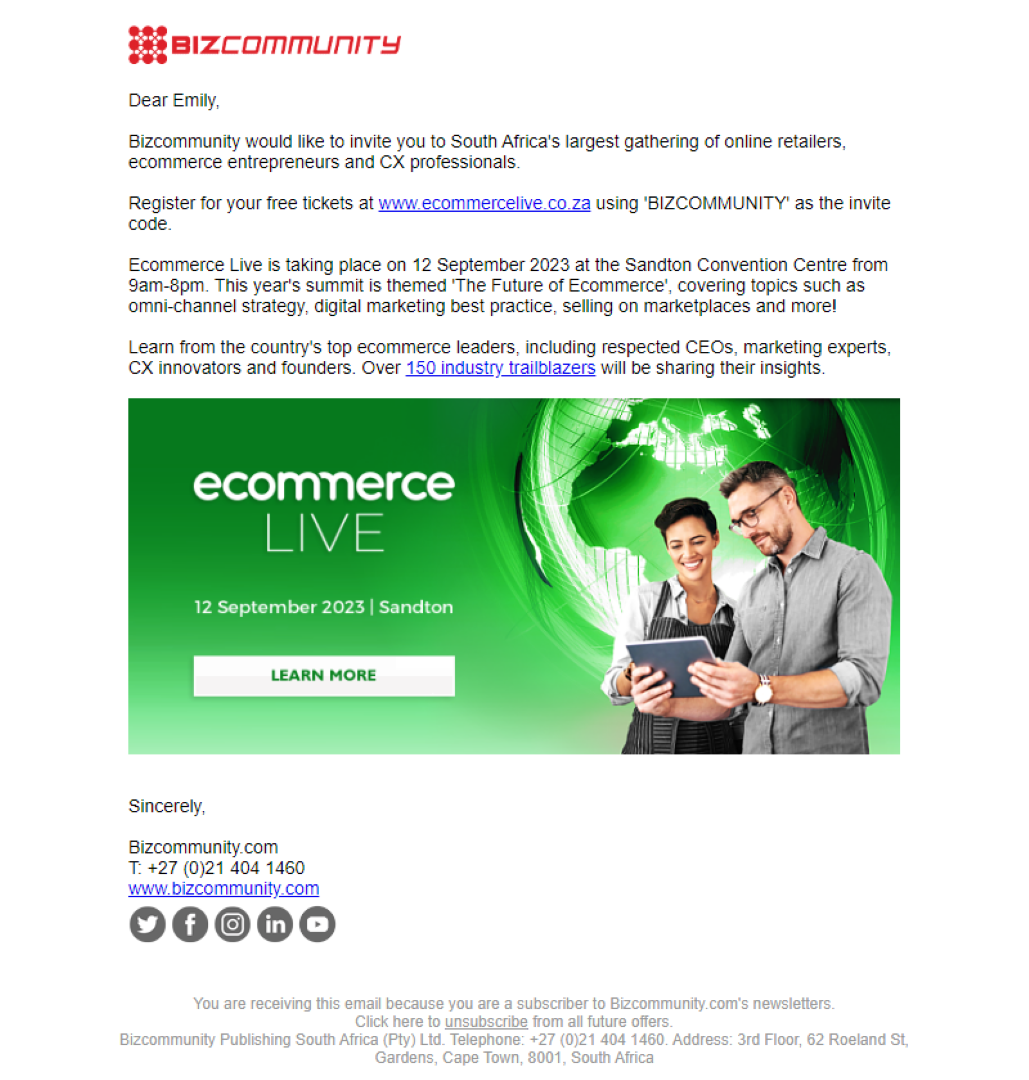 BIZCOMMUNITY
Dear Emily,
Bizcommunity would like to invite you to South Africa's largest gathering of online retailers,
ecommerce entrepreneurs and CX professionals.
Register for your free tickets at www.ecommercelive.co.za using 'BIZCOMMUNITY' as the invite
code.
Ecommerce Live is taking place on 12 September 2023 at the Sandton Convention Centre from
9am-8pm. This year's summit is themed 'The Future of Ecommerce', covering topics such as
omni-channel strategy, digital marketing best practice, selling on marketplaces and more!
Learn from the country's top ecommerce leaders, including respected CEOs, marketing experts,
CX innovators and founders. Over 150 industry trailblazers will be sharing their insights.
ecommerce
LIVE
12 September 2023 | Sandton
LEARN MORE
Sincerely,
Bizcommunity.com
T: +27 (0)21 404 1460
www.bizcommunity.com
You are receiving this email because you are a subscriber to Bizcommunity.com's newsletters.
Click here to unsubscribe from all future offers.
Bizcommunity Publishing South Africa (Pty) Ltd. Telephone: +27 (0)21 404 1460. Address: 3rd Floor, 62 Roeland St,
Gardens, Cape Town, 8001, South Africa